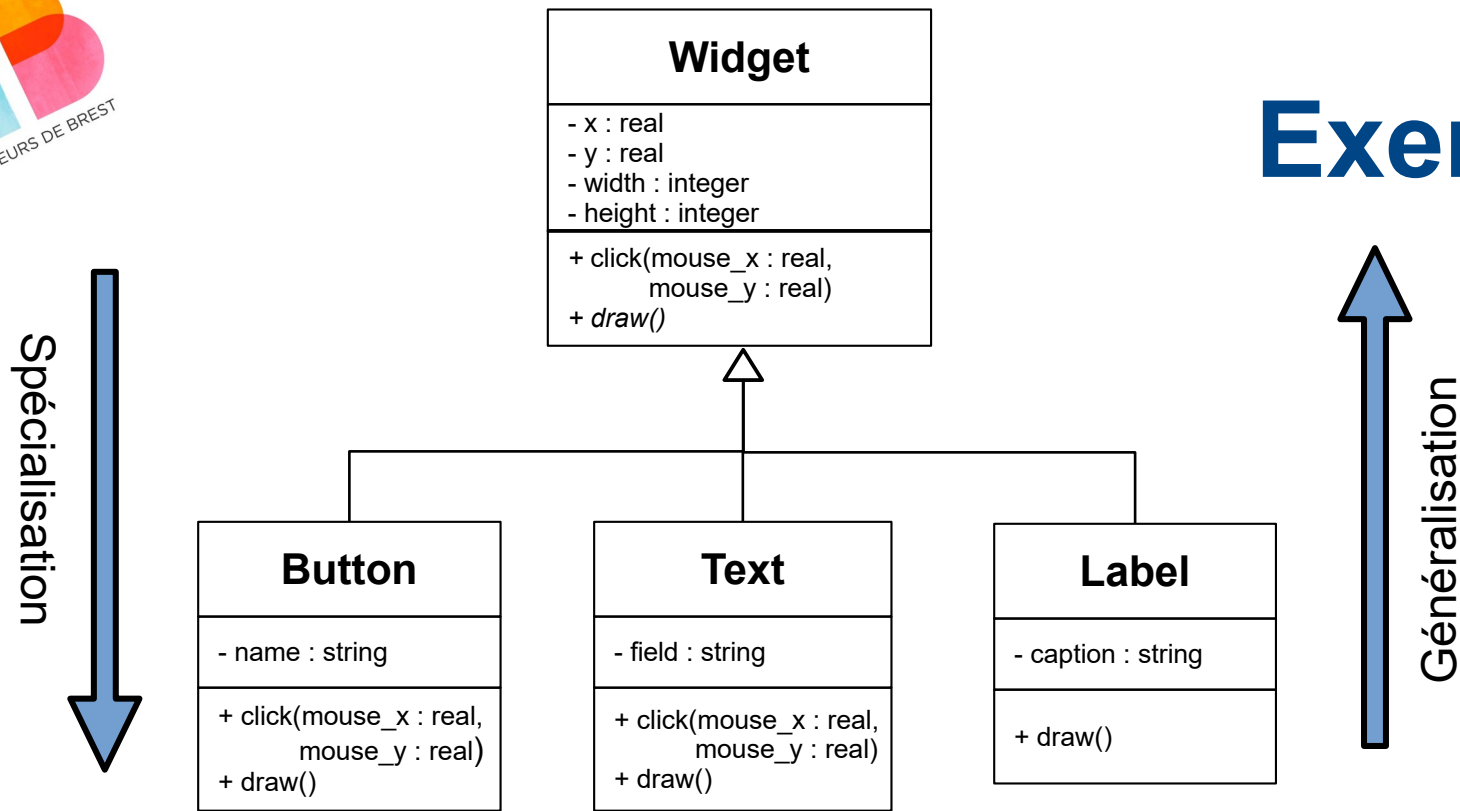 EURS DE BREST
Exer
Widget
- x : real
- y : real
- width : integer
- height : integer
+ click(mouse_x : real,
mouse_y : real)
+ draw()
Spécialisation
Généralisation
Button
- name : string
+ click(mouse_x : real,
mouse_y : real)
+ draw()
Text
- field : string
+ click(mouse_x : real,
mouse_y : real)
+ draw()
Label
- caption : string
+ draw()